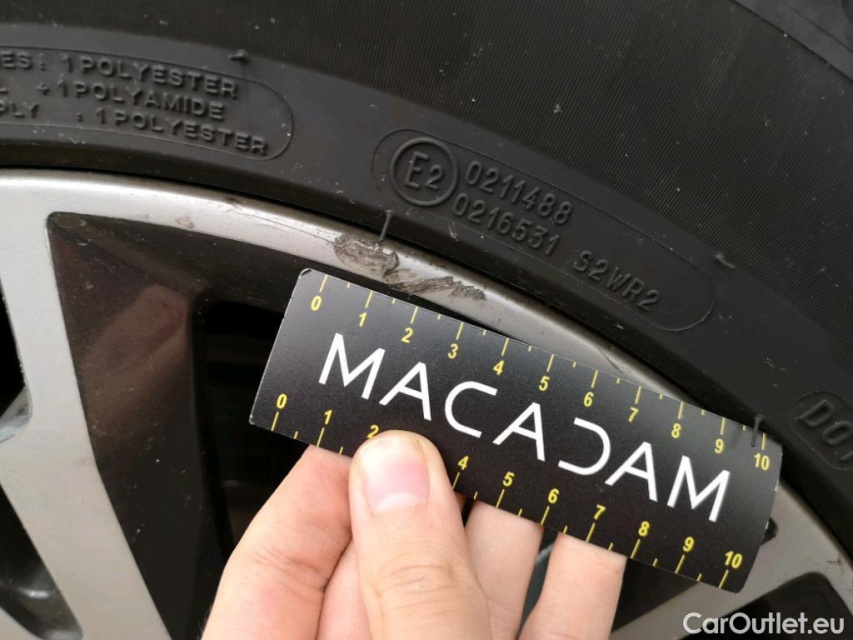 ES: 1 POLYESTER
+ 1 POLYAMIDE
PLY : 1 POLYESTER
E2
0211488
0216531 S2WR2
DOT
0 1 2 3 4 5 6 7 8 9 10
MACADAM
0 1 2 4 5 6 7 8 9 10
CarOutlet.eu